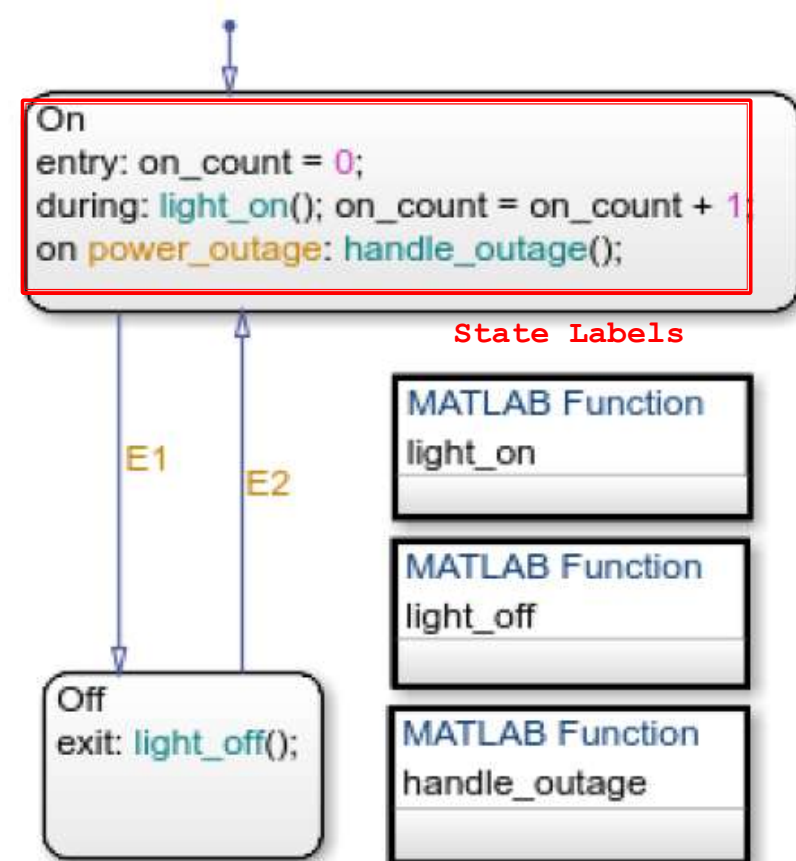 On
entry: on_count = 0;
during: light_on(); on_count = on_count + 1;
on power_outage: handle_outage();
State Labels
E1
E2
MATLAB Function
light_on
MATLAB Function
light_off
Off
exit: light_off();
MATLAB Function
handle_outage